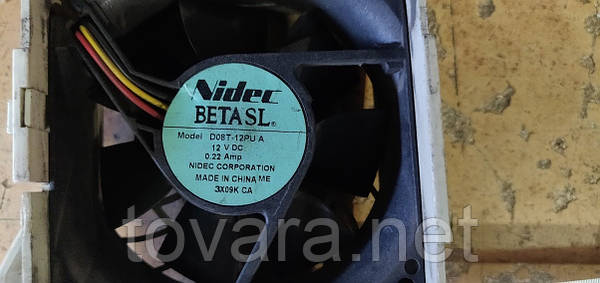 Nidec
BETA SL®
Model D08T-12PU A
12 V DC
0.22 Amp
NIDEC CORPORATION
MADE IN CHINA ME
3X09K CA
tovara.net